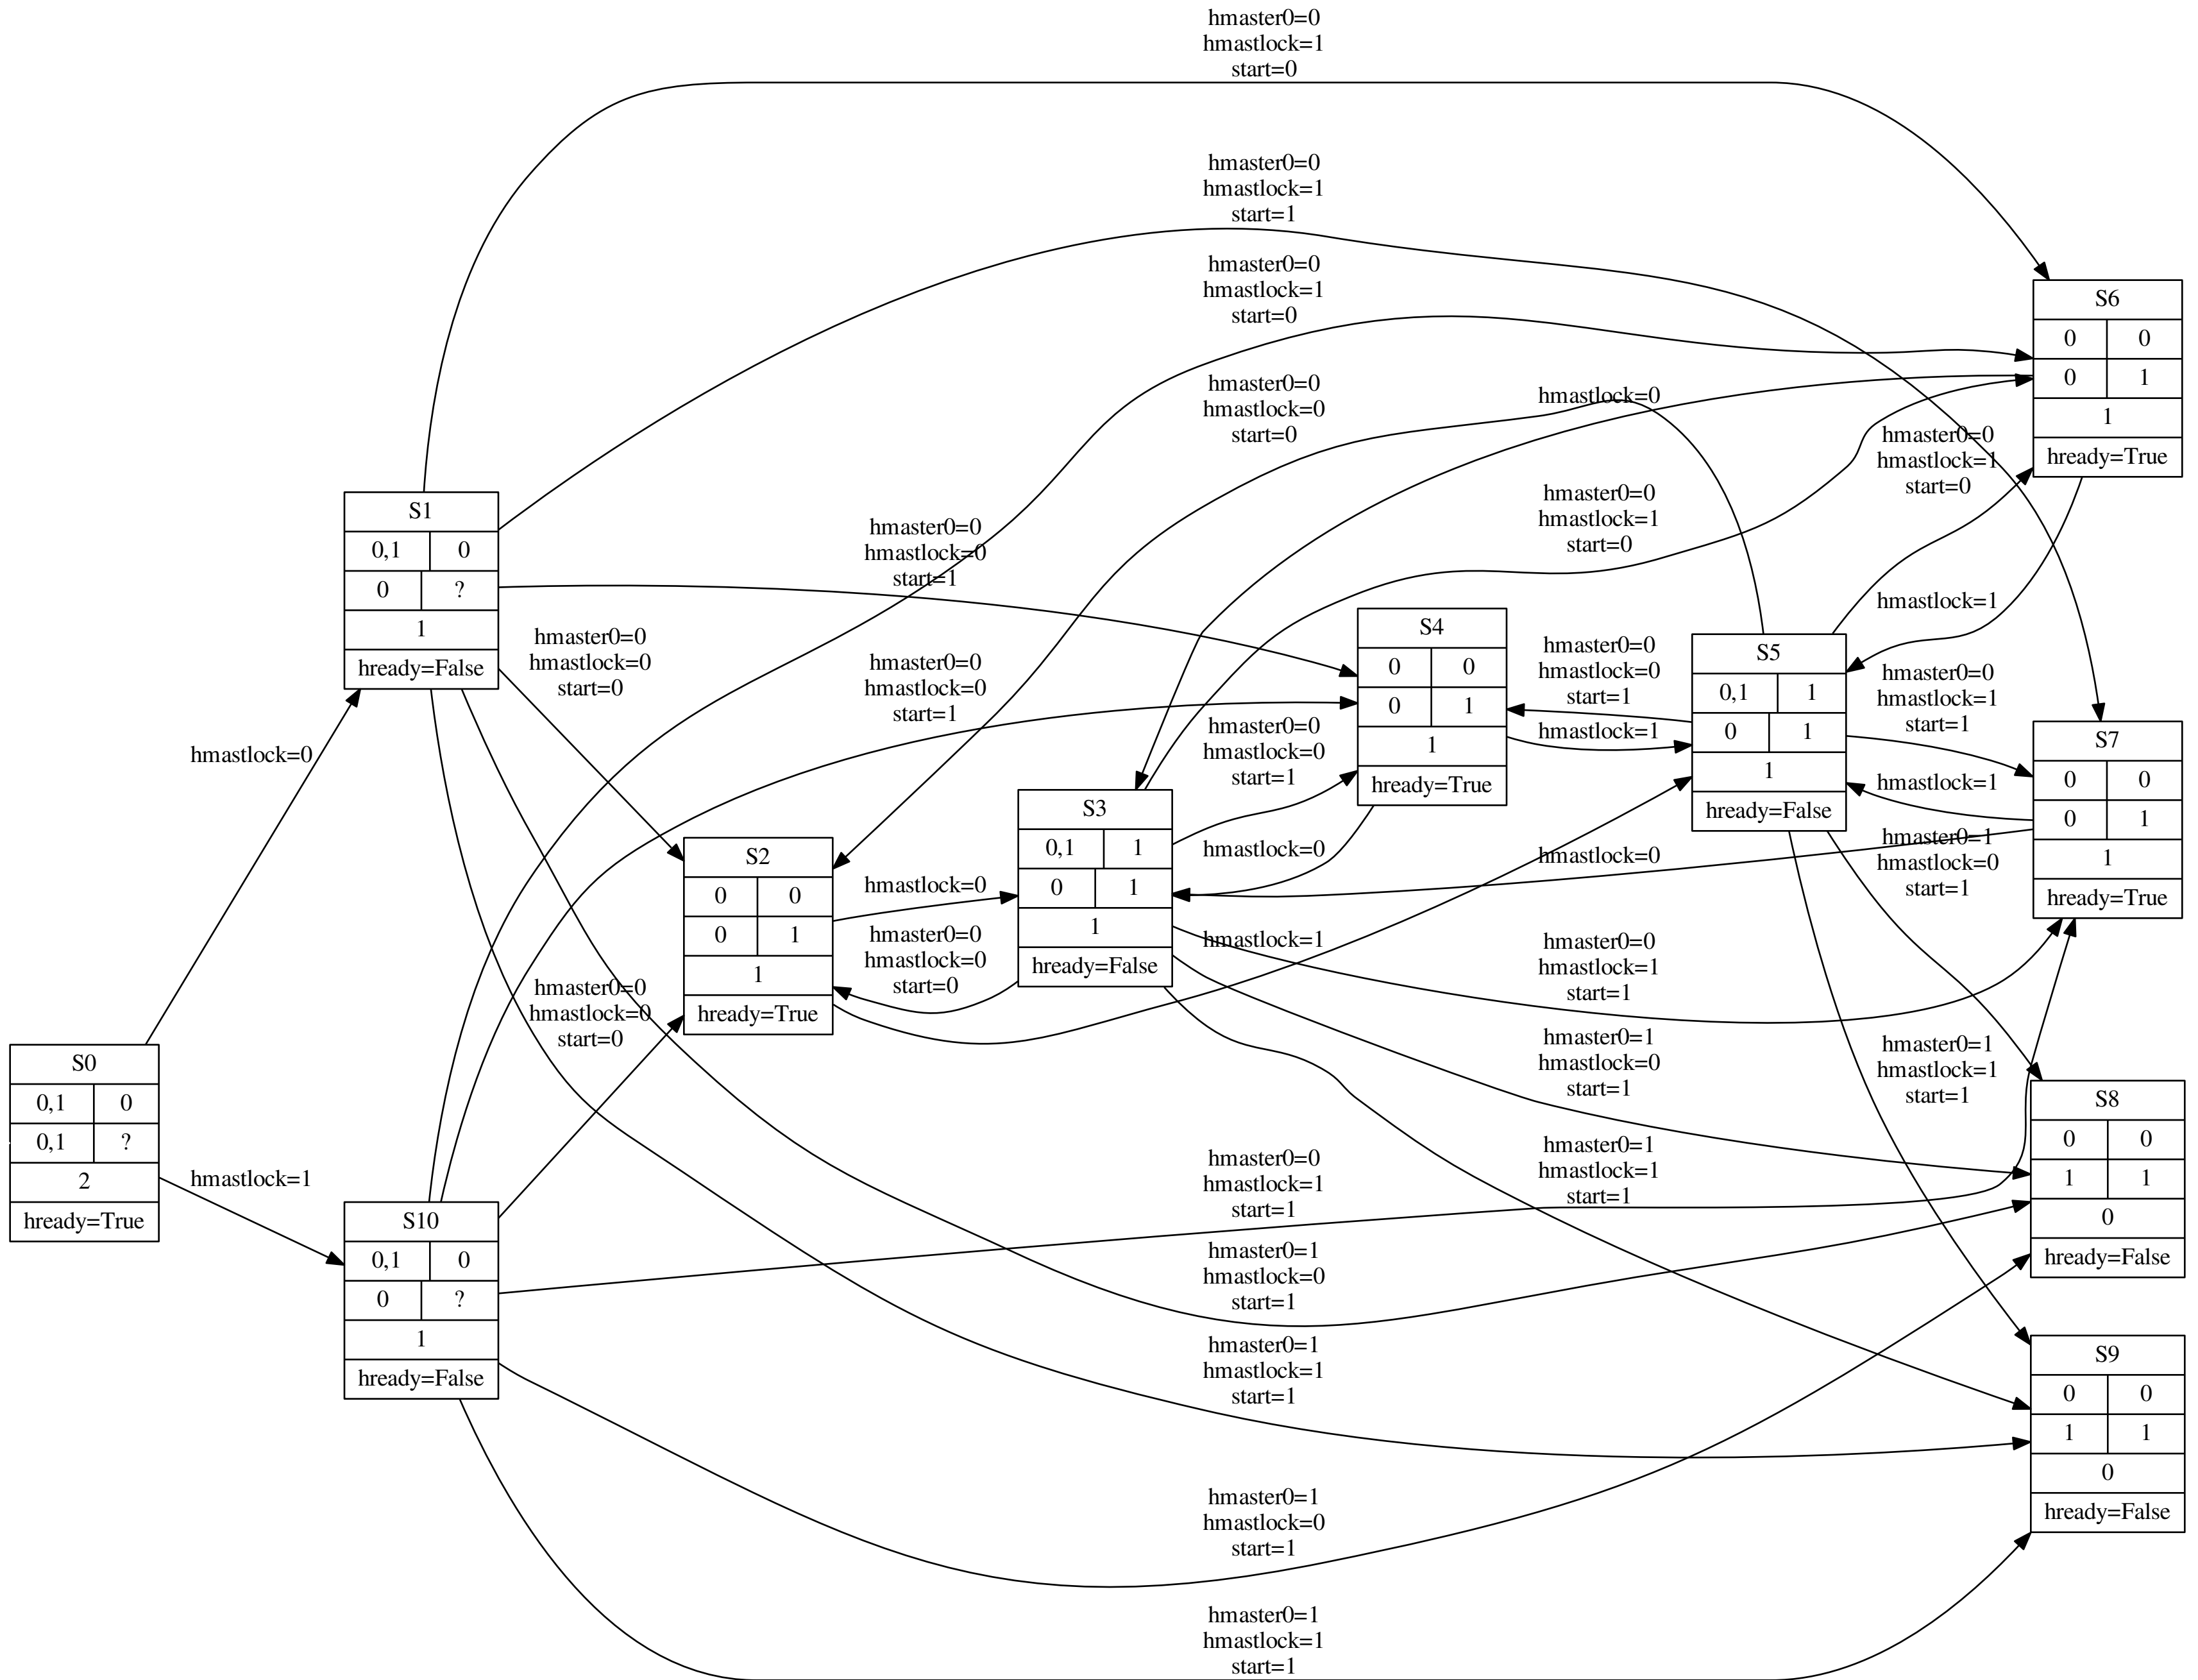 hmaster0=0
hmastlock=1
start=0
hmaster0=0
hmastlock=1
start=1
hmaster0=0
hmastlock=1
start=0
S6
0 0
0 1
1
hready=True
hmaster0=0
hmastlock=0
start=0
hmastlock=0
hmaster0=0
hmastlock=1
start=0
S1
0,1 0
0 ?
1
hready=False
hmaster0=0
hmastlock=0
start=1
hmaster0=0
hmastlock=1
start=0
hmastlock=1
S4
0 0
0 1
1
hready=True
hmaster0=0
hmastlock=0
start=0
hmaster0=0
hmastlock=0
start=1
hmaster0=0
hmastlock=0
start=1
hmastlock=1
S5
0,1 1
0 1
1
hready=False
hmaster0=0
hmastlock=1
start=1
hmastlock=1
S7
0 0
0 1
1
hready=True
hmastlock=0
hmaster0=0
hmastlock=0
start=1
hmastlock=0
S3
0,1 1
0 1
1
hready=False
hmastlock=0
hmaster0=1
hmastlock=0
start=1
S2
0 0
0 1
1
hready=True
hmastlock=0
hmaster0=0
hmastlock=0
start=0
hmastlock=1
hmaster0=0
hmastlock=1
start=1
hmaster0=0
hmastlock=0
start=0
hmaster0=1
hmastlock=0
start=1
hmaster0=1
hmastlock=1
start=1
S0
0,1 0
0,1 ?
2
hready=True
hmastlock=1
hmaster0=0
hmastlock=1
start=1
hmaster0=1
hmastlock=1
start=1
S8
0 0
1 1
0
hready=False
S10
0,1 0
0 ?
1
hready=False
hmaster0=1
hmastlock=0
start=1
hmaster0=1
hmastlock=1
start=1
S9
0 0
1 1
0
hready=False
hmaster0=1
hmastlock=0
start=1
hmaster0=1
hmastlock=1
start=1